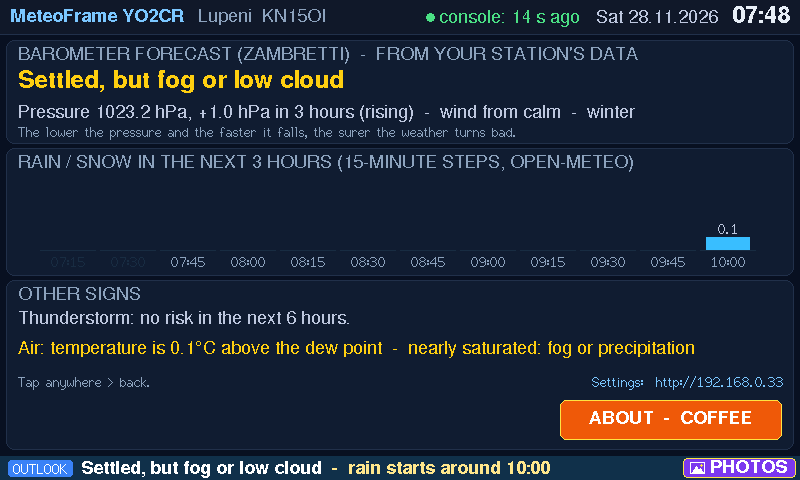 MeteoFrame YO2CR Lupeni KN15OI ● console: 14 s ago Sat 28.11.2026 07:48
BAROMETER FORECAST (ZAMBRETTI) - FROM YOUR STATION'S DATA
Settled, but fog or low cloud
Pressure 1023.2 hPa, +1.0 hPa in 3 hours (rising) - wind from calm - winter
The lower the pressure and the faster it falls, the surer the weather turns bad.
RAIN / SNOW IN THE NEXT 3 HOURS (15-MINUTE STEPS, OPEN-METEO)
0.1
07:15 07:30 07:45 08:00 08:15 08:30 08:45 09:00 09:15 09:30 09:45 10:00
OTHER SIGNS
Thunderstorm: no risk in the next 6 hours.
Air: temperature is 0.1°C above the dew point - nearly saturated: fog or precipitation
Tap anywhere > back. Settings: http://192.168.0.33
ABOUT - COFFEE
OUTLOOK Settled, but fog or low cloud - rain starts around 10:00 PHOTOS